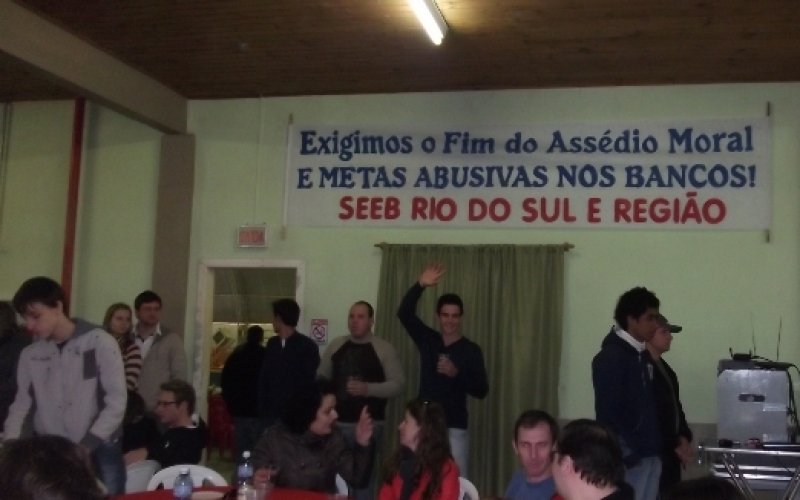 Exigimos o Fim do Assédio Moral
E METAS ABUSIVAS NOS BANCOS!
SEEB RIO DO SUL E REGIÃO